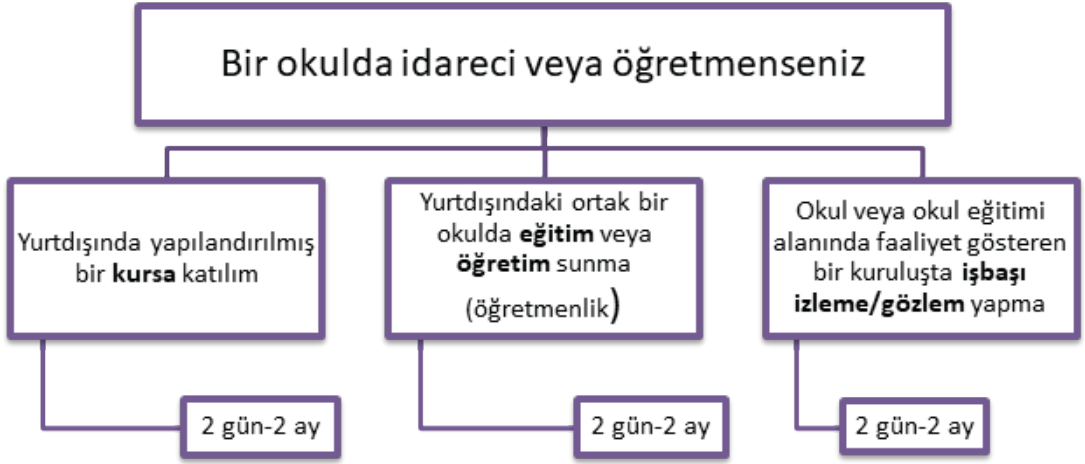 Bir okulda idareci veya öğretmenseniz
Yurtdışında yapılandırılmış
bir kursa katılım
Yurtdışındaki ortak bir
okulda eğitim veya
öğretim sunma
(öğretmenlik)
Okul veya okul eğitimi
alanında faaliyet gösteren
bir kuruluşta işbaşı
izleme/gözlem yapma
2 gün-2 ay
2 gün-2 ay
2 gün-2 ay